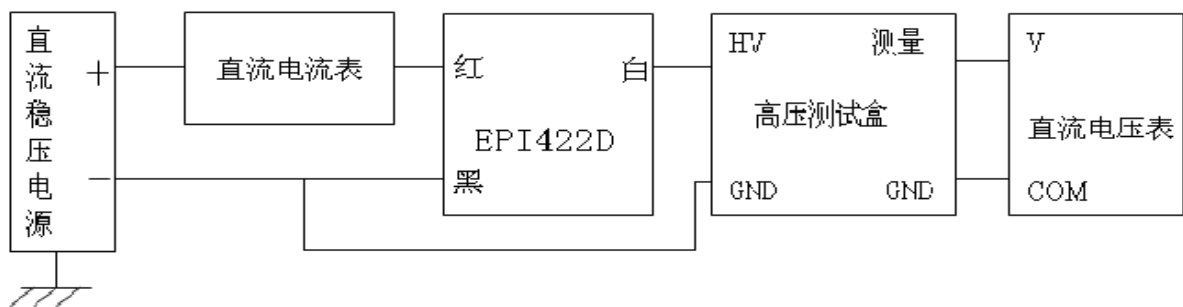 直流稳压电源
+
−
直流电流表
红
白
EPI422D
黑
HV 测量
高压测试盒
GND GND
V
直流电压表
COM